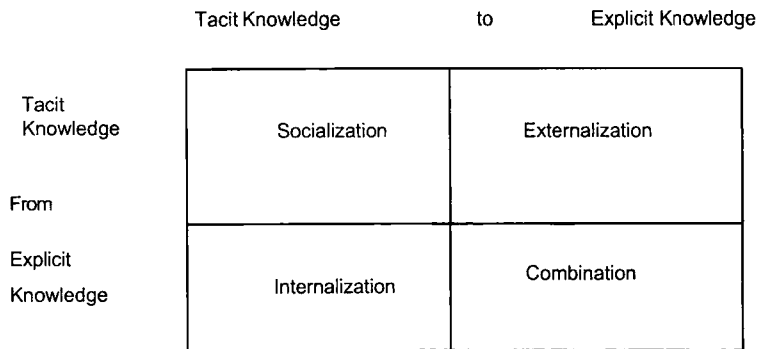 Tacit Knowledge to Explicit Knowledge
Tacit
Knowledge
Socialization Externalization
From
Explicit
Knowledge
Internalization Combination